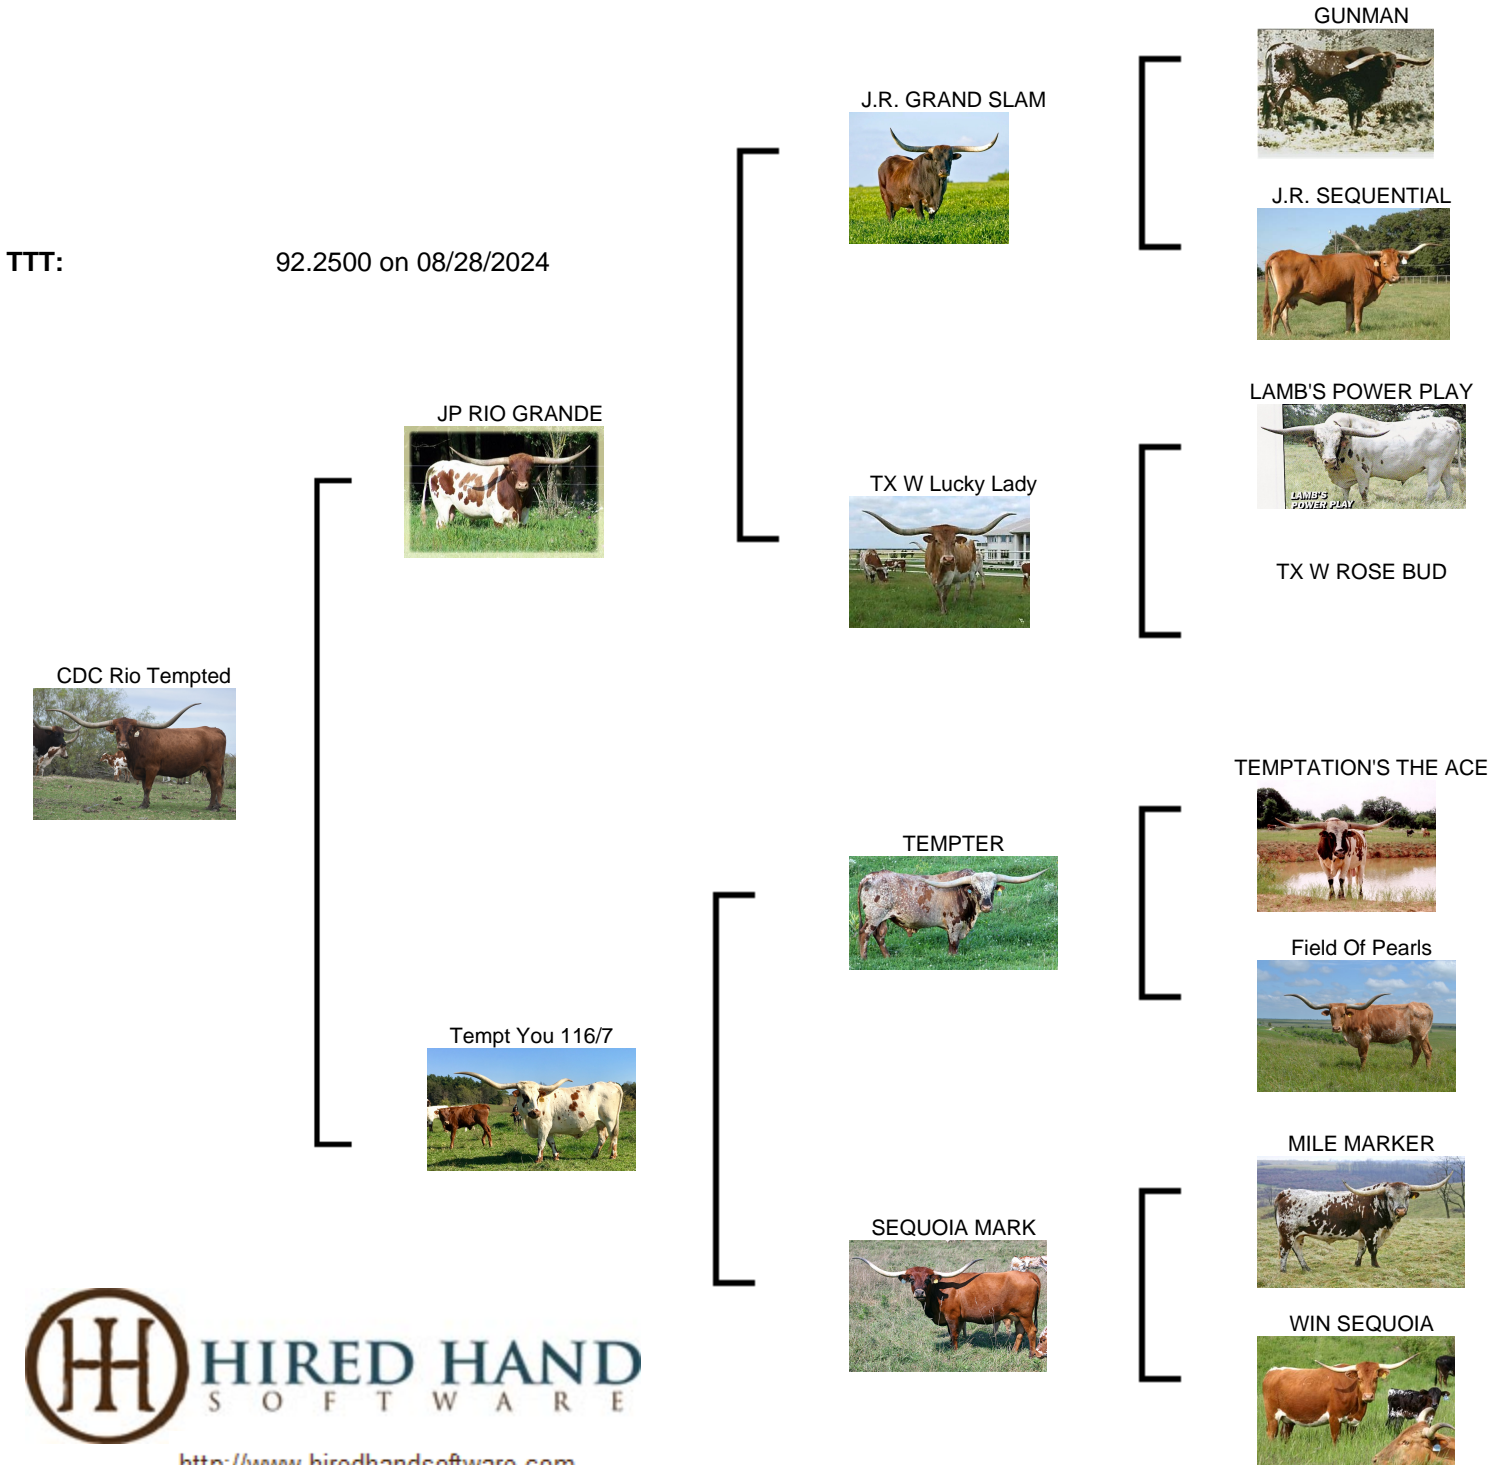 GUNMAN
J.R. GRAND SLAM
J.R. SEQUENTIAL
TTT: 92.2500 on 08/28/2024
LAMB'S POWER PLAY
JP RIO GRANDE
TX W Lucky Lady
LAMB'S
POWER PLAY
TX W ROSE BUD
CDC Rio Tempted
TEMPTATION'S THE ACE
TEMPTER
Field Of Pearls
Tempt You 116/7
MILE MARKER
SEQUOIA MARK
WIN SEQUOIA
HIRED HAND
SOFTWARE
http://www.hiredhandsoftware.com